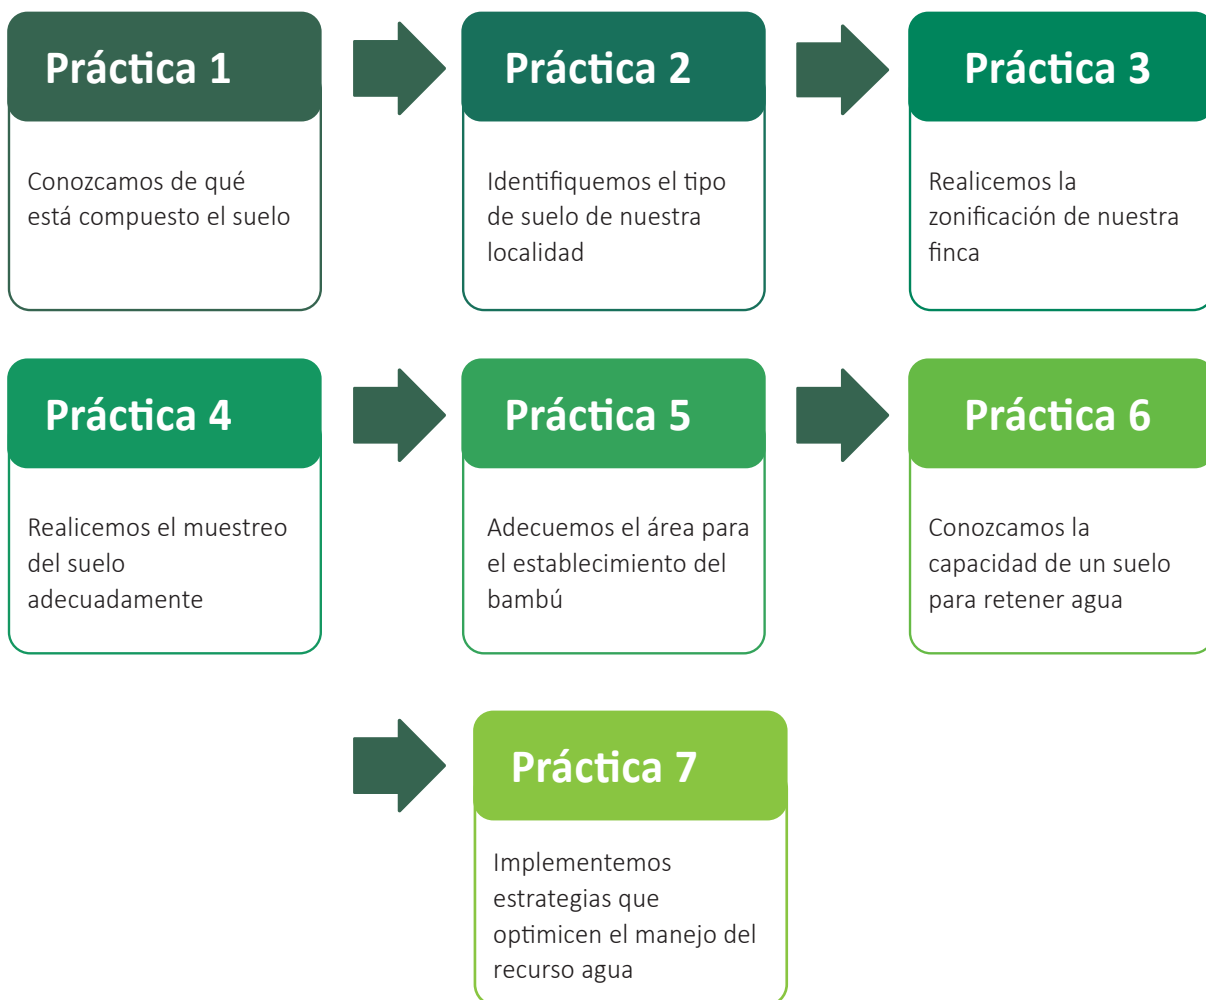 Práctica 1
Conozcamos de qué
está compuesto el suelo
Práctica 2
Identifiquemos el tipo
de suelo de nuestra
localidad
Práctica 3
Realicemos la
zonificación de nuestra
finca
Práctica 4
Realicemos el muestreo
del suelo
adecuadamente
Práctica 5
Adecuemos el área para
el establecimiento del
bambú
Práctica 6
Conozcamos la
capacidad de un suelo
para retener agua
Práctica 7
Implementemos
estrategias que
optimicen el manejo del
recurso agua